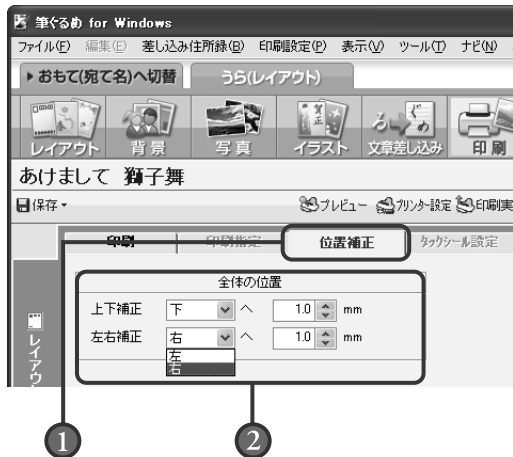 筆ぐるめ for Windows
ファイル(F) 編集(E) 差し込み住所録(B) 印刷設定(P) 表示(V) ツール(T) ナビ(N)
おもて(宛て名)へ切替 うら(レイアウト)
レイアウト 背景 写真 イラスト 文章差し込み 印刷
あけまして 獅子舞
保存 プレビュー プリンター設定 印刷実
印刷 印刷指定 位置補正 タックシール設定
全体の位置
上下補正 下 へ 1.0 mm
左右補正 右 へ 1.0 mm
左
右
レイアウ
1 2